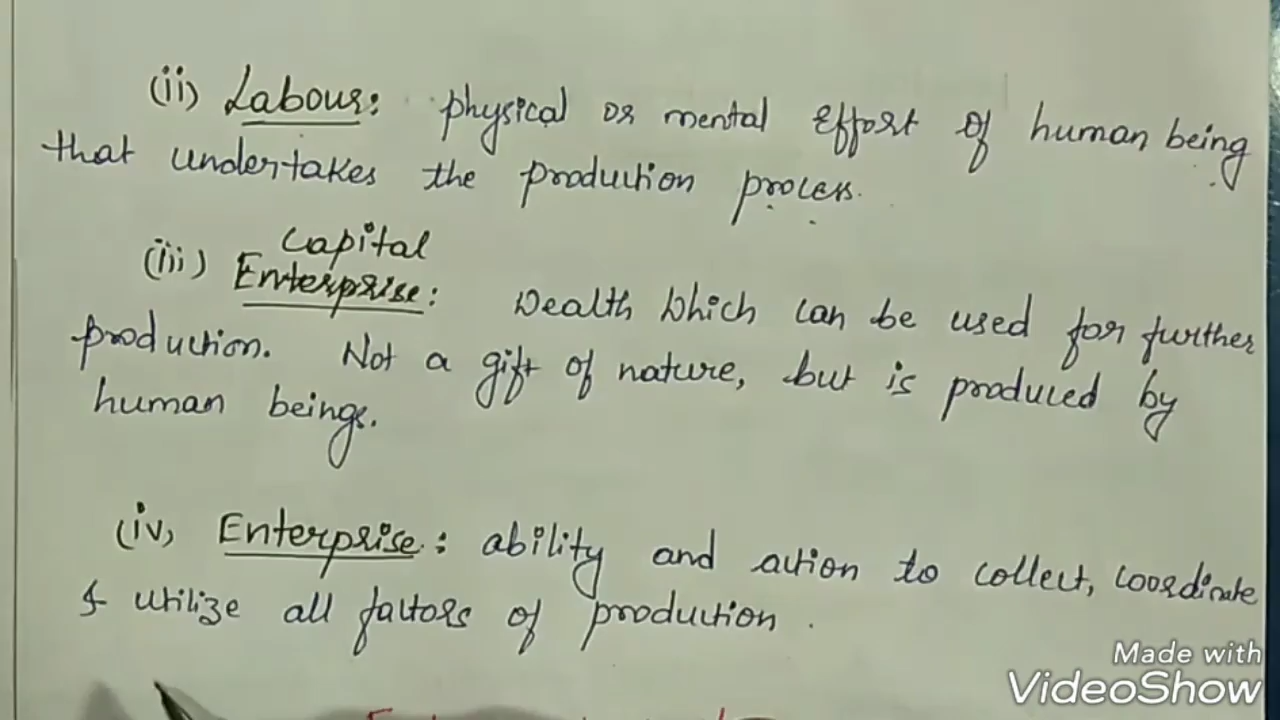 (ii) Labour: physical or mental effort of human being
that undertakes the production process.
Capital
(iii) Enterprise: Wealth which can be used for further
production. Not a gift of nature, but is produced by
human beings.
(iv) Enterprise: ability and action to collect, coordinate
& utilize all factors of production.
Made with
VideoShow